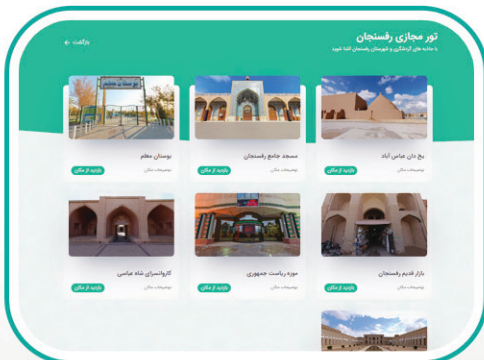 تور مجازی رفسنجان
با جاذبه های گردشگری و شهرستان رفسنجان آشنا شوید
بازگشت ←
یخ دان عباس آباد
توضیحات مکان
بازدید از مکان
مسجد جامع رفسنجان
توضیحات مکان
بازدید از مکان
بوستان معلم
بوستان معلم
توضیحات مکان
بازدید از مکان
بازار قدیم رفسنجان
توضیحات مکان
بازدید از مکان
موزه ریاست جمهوری
توضیحات مکان
بازدید از مکان
کاروانسرای شاه عباسی
توضیحات مکان
بازدید از مکان